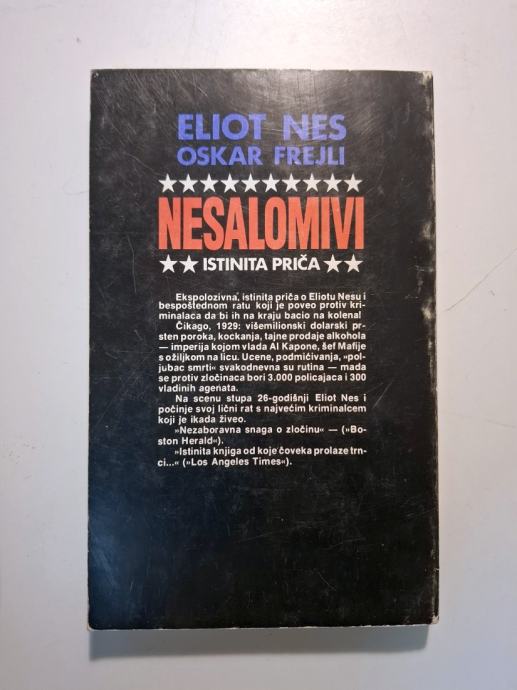 ELIOT NES
OSKAR FREJLI
NESALOMIVI
ISTINITA PRIČA
Ekspolozivna, istinita priča o Eliotu Nesu i
bespoštednom ratu koji je poveo protiv kri-
minalaca da bi ih na kraju bacio na kolena!
Čikago, 1929: višemilionski dolarski pr-
sten poroka, kockanja, tajne prodaje alkohola
— imperija kojom vlada Al Kapone, šef Mafije
s ožiljkom na licu. Ucene, podmićivanja, »pol-
jubac smrti« svakodnevna su rutina — mada
se protiv zločinaca bori 3.000 policajaca i 300
vladinih agenata.
Na scenu stupa 26-godišnji Eliot Nes i
počinje svoj lični rat s najvećim kriminalcem
koji je ikada živeo.
»Nezaboravna snaga o zločinu« — (»Bo-
ston Herald«).
»Istinita knjiga od koje čoveka prolaze trn-
ci...« (»Los Angeles Times«).